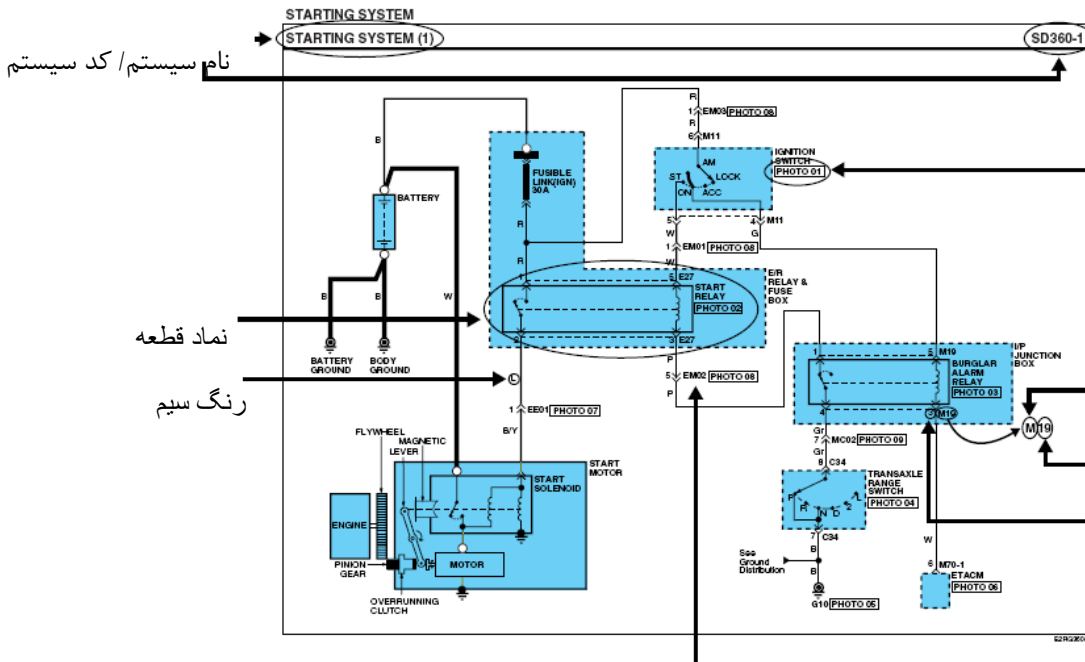 STARTING SYSTEM
STARTING SYSTEM (1)
SD360-1
نام سیستم/ کد سیستم
R
1 EM03 PHOTO 08
R
6 M11
IGNITION
SWITCH
PHOTO 01
AM
LOCK
ST
ON ACC
B
FUSIBLE
LINK(IGN)
30A
BATTERY
R
5
4 M11
W
G
1 EM01 PHOTO 08
W
R
1
5 E27
E/R
RELAY &
FUSE
BOX
START
RELAY
PHOTO 02
B
B
W
نماد قطعه
2
3 E27
P
BATTERY
GROUND
BODY
GROUND
5 EM02 PHOTO 08
P
L
رنگ سیم
1 EE01 PHOTO 07
B/Y
1
5 M19
I/P
JUNCTION
BOX
BURGLAR
ALARM
RELAY
PHOTO 03
4
3 M19
M 19
Gr
7 MC02 PHOTO 09
Gr
8 C34
FLYWHEEL
MAGNETIC
LEVER
START
MOTOR
START
SOLENOID
TRANSAXLE
RANGE
SWITCH
PHOTO 04
P
R
N
D
2
L
7 C34
ENGINE
PINION
GEAR
MOTOR
OVERRUNNING
CLUTCH
B
See
Ground
Distribution
B
G10 PHOTO 05
W
6 M70-1
ETACM
PHOTO 06